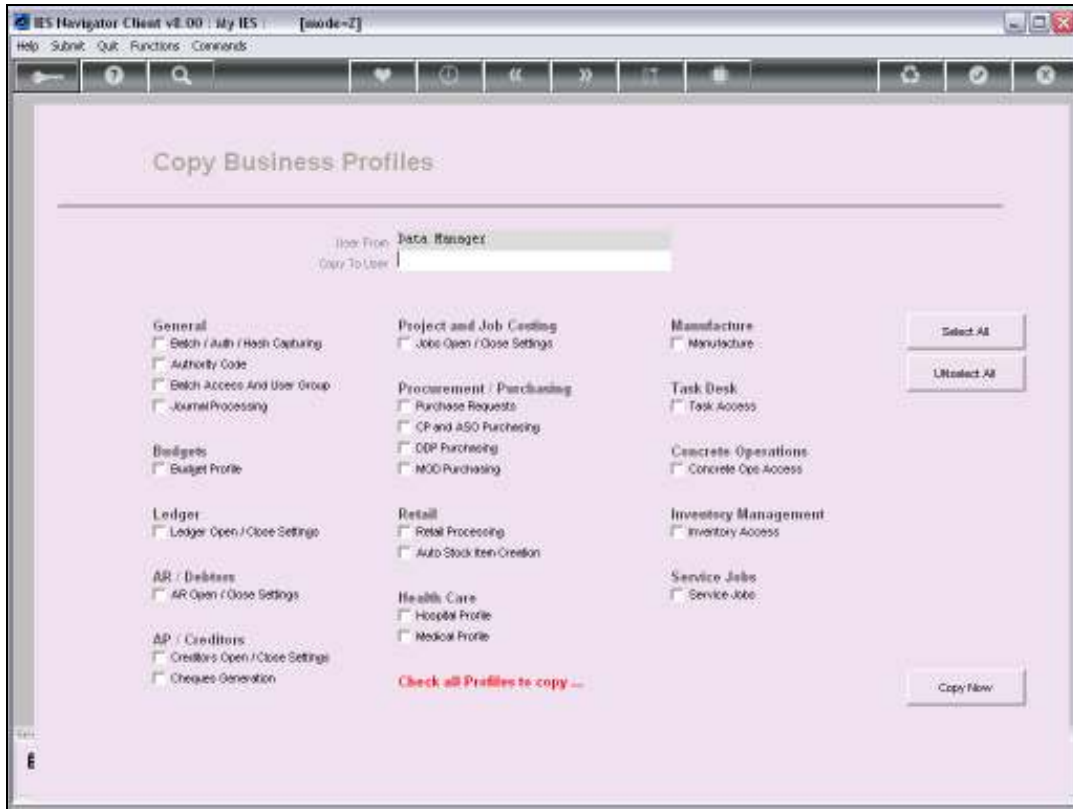 IES Navigator Client v8.00 : My IES : [mode=Z]
Help Submit Quit Functions Commands
Copy Business Profiles
User From Data Manager
Copy To User
General
Batch / Auth / Hash Capturing
Authority Code
Batch Access And User Group
Journal Processing
Budgets
Budget Profile
Ledger
Ledger Open / Close Settings
AR / Debtors
AR Open / Close Settings
AP / Creditors
Creditors Open / Close Settings
Cheques Generation
Project and Job Costing
Jobs Open / Close Settings
Procurement / Purchasing
Purchase Requests
CP and ASO Purchasing
ODP Purchasing
MOD Purchasing
Retail
Retail Processing
Auto Stock Item Creation
Health Care
Hospital Profile
Medical Profile
Check all Profiles to copy ...
Manufacture
Manufacture
Task Desk
Task Access
Concrete Operations
Concrete Ops Access
Inventory Management
Inventory Access
Service Jobs
Service Jobs
Select All
UNselect All
Copy Now